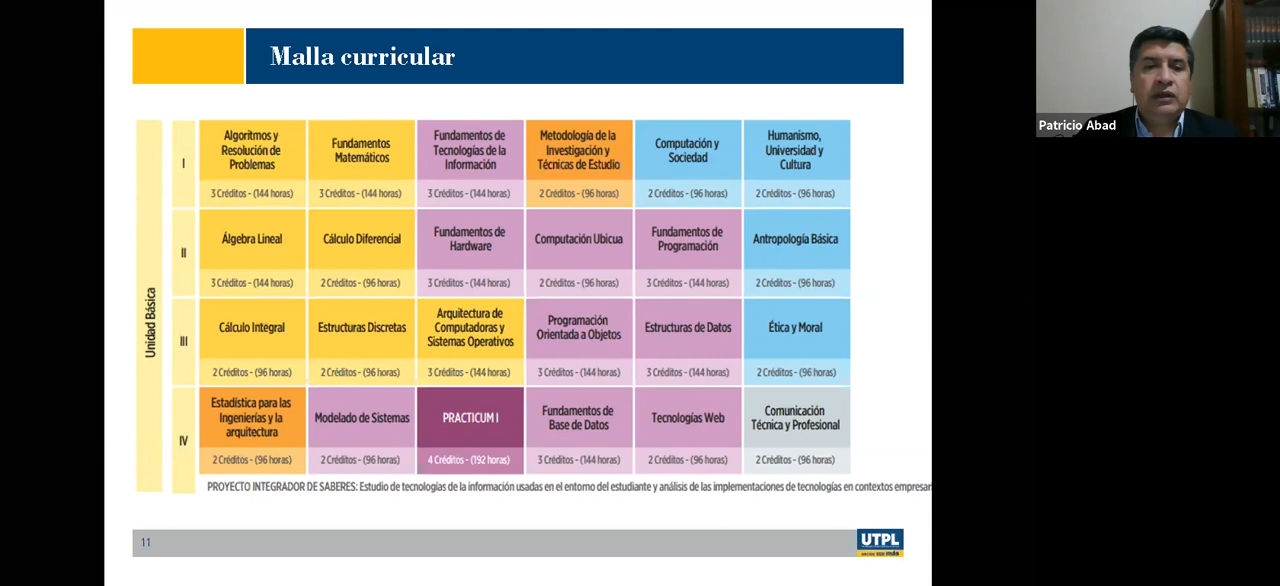 Malla curricular
Patricio Abad
Unidad Básica
I
Algoritmos y
Resolución de
Problemas
3 Créditos - (144 horas)
Fundamentos
Matemáticos
3 Créditos - (144 horas)
Fundamentos de
Tecnologías de la
Información
3 Créditos - (144 horas)
Metodología de la
Investigación y
Técnicas de Estudio
2 Créditos - (96 horas)
Computación y
Sociedad
2 Créditos - (96 horas)
Humanismo,
Universidad y
Cultura
2 Créditos - (96 horas)
II
Álgebra Lineal
3 Créditos - (144 horas)
Cálculo Diferencial
2 Créditos - (96 horas)
Fundamentos de
Hardware
3 Créditos - (144 horas)
Computación Ubicua
2 Créditos - (96 horas)
Fundamentos de
Programación
3 Créditos - (144 horas)
Antropología Básica
2 Créditos - (96 horas)
III
Cálculo Integral
2 Créditos - (96 horas)
Estructuras Discretas
2 Créditos - (96 horas)
Arquitectura de
Computadoras y
Sistemas Operativos
3 Créditos - (144 horas)
Programación
Orientada a Objetos
3 Créditos - (144 horas)
Estructuras de Datos
3 Créditos - (144 horas)
Ética y Moral
2 Créditos - (96 horas)
IV
Estadística para las
Ingenierías y la
arquitectura
2 Créditos - (96 horas)
Modelado de Sistemas
2 Créditos - (96 horas)
PRACTICUM I
4 Créditos - (192 horas)
Fundamentos de
Base de Datos
3 Créditos - (144 horas)
Tecnologías Web
2 Créditos - (96 horas)
Comunicación
Técnica y Profesional
2 Créditos - (96 horas)
PROYECTO INTEGRADOR DE SABERES: Estudio de tecnologías de la información usadas en el entorno del estudiante y análisis de las implementaciones de tecnologías en contextos empresar
11
UTPL